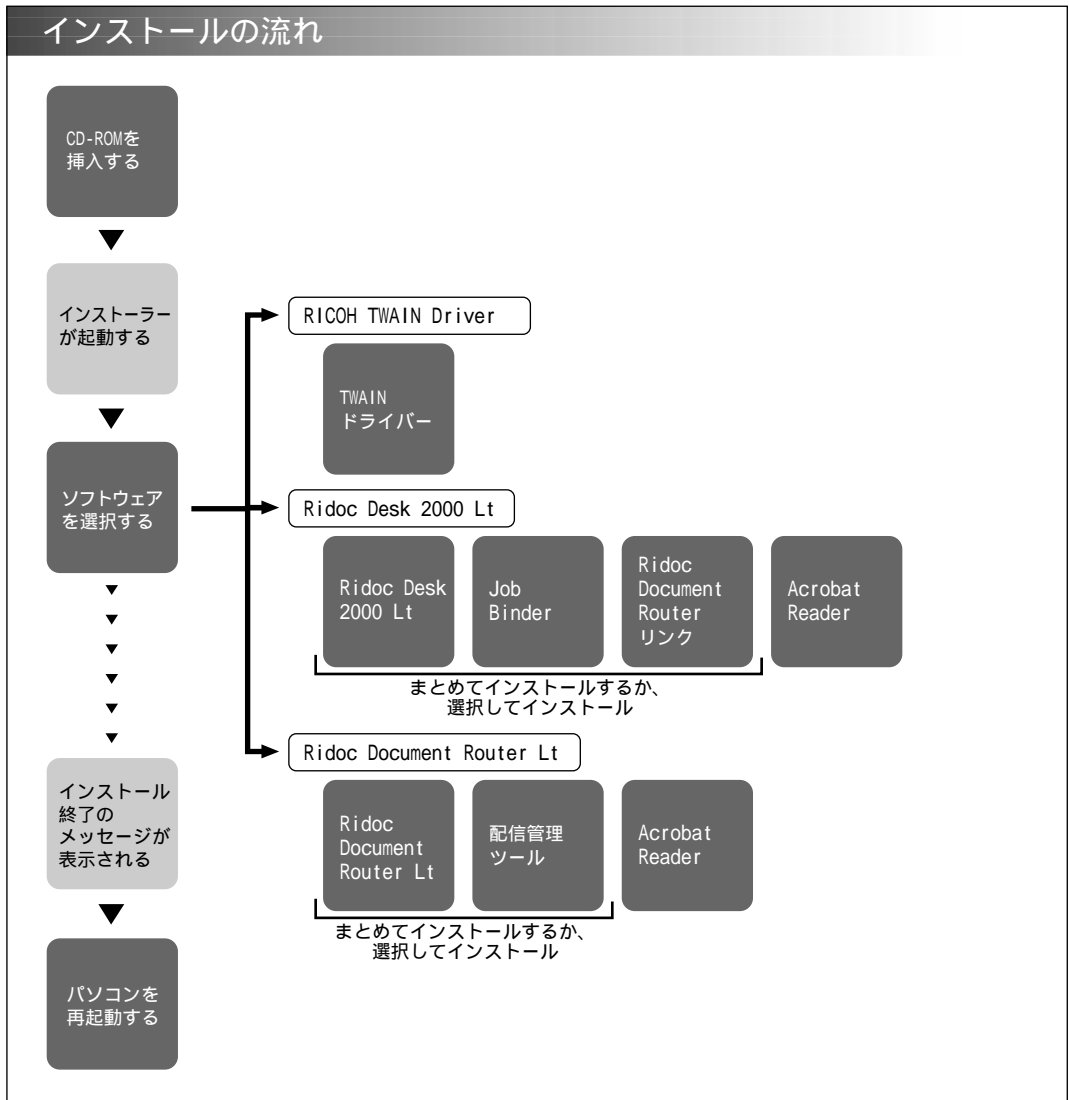 インストールの流れ
CD-ROMを
挿入する
インストーラー
が起動する
ソフトウェア
を選択する
インストール
終了の
メッセージが
表示される
パソコンを
再起動する
RICOH TWAIN Driver
TWAIN
ドライバー
Ridoc Desk 2000 Lt
Ridoc Desk
2000 Lt
Job
Binder
Ridoc
Document
Router
リンク
Acrobat
Reader
まとめてインストールするか、
選択してインストール
Ridoc Document Router Lt
Ridoc
Document
Router Lt
配信管理
ツール
Acrobat
Reader
まとめてインストールするか、
選択してインストール